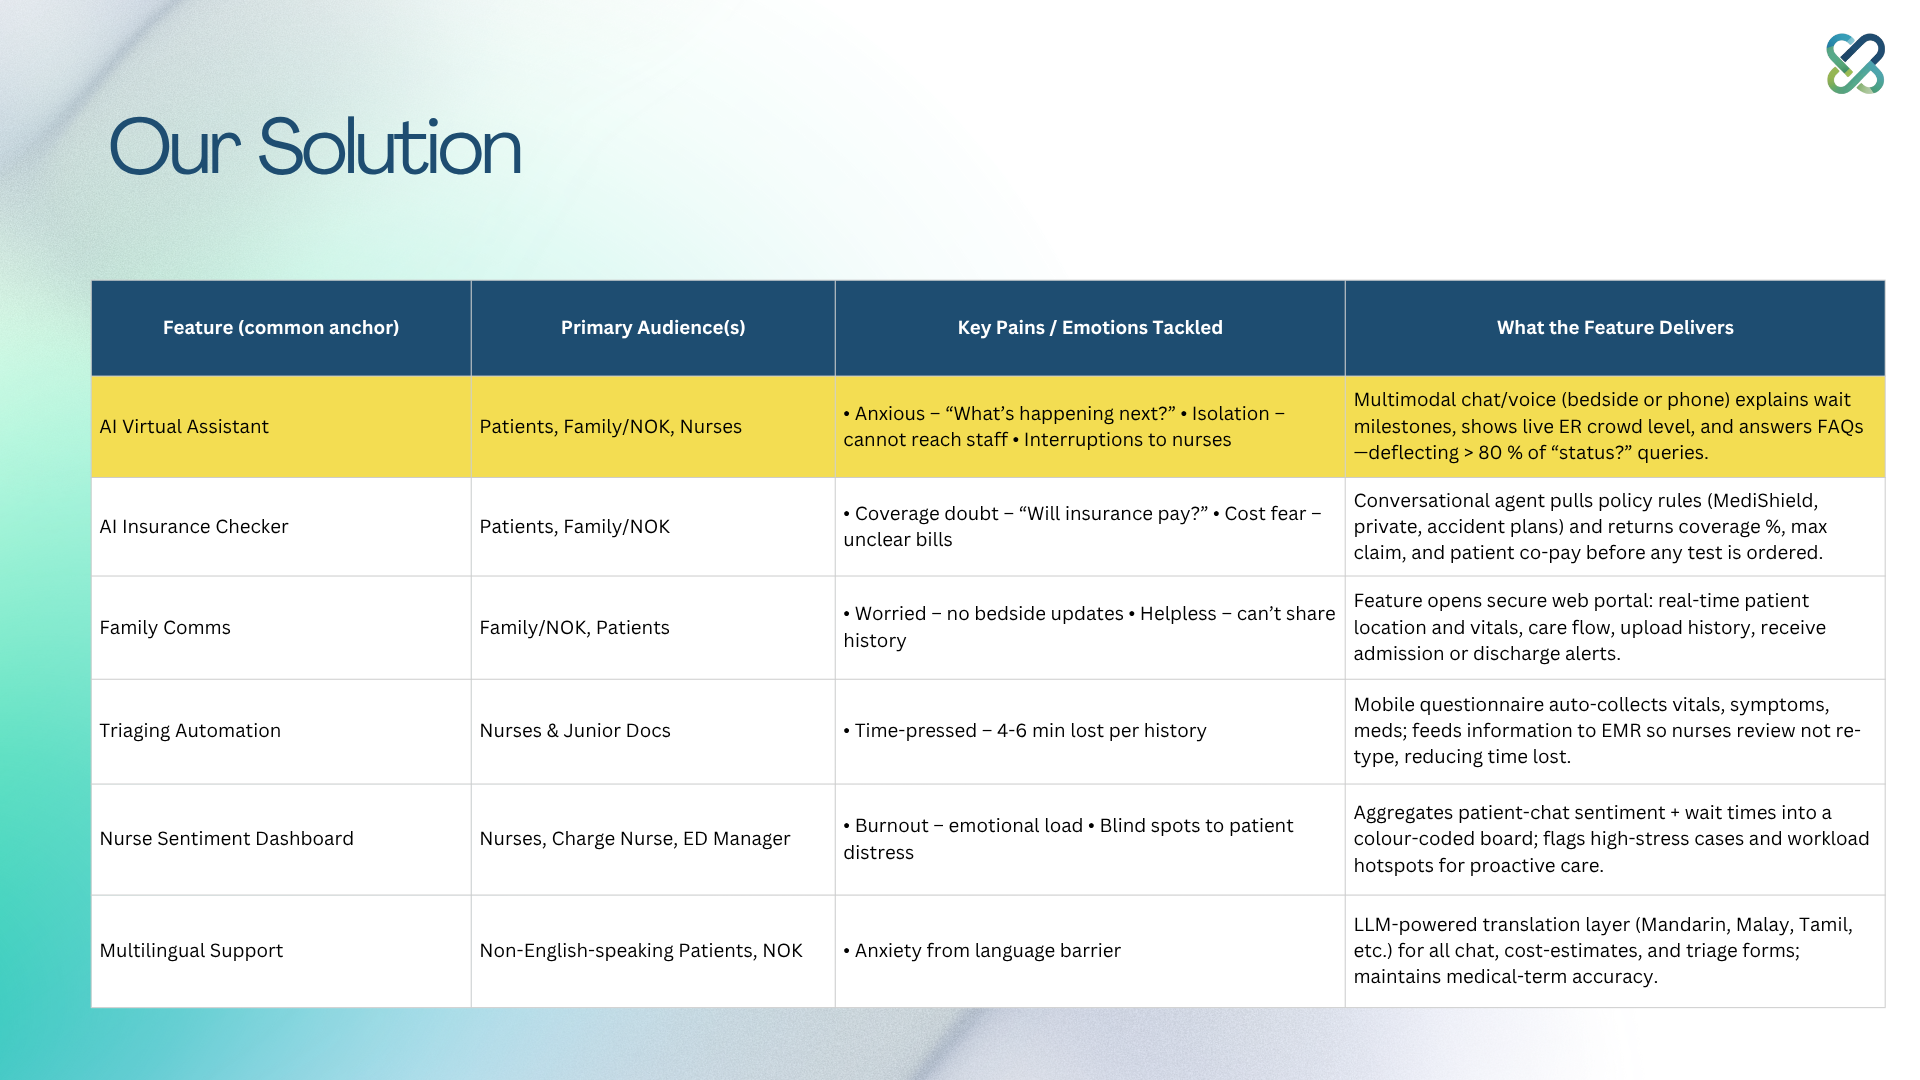 Our Solution
Feature (common anchor)
Primary Audience(s)
Key Pains / Emotions Tackled
What the Feature Delivers
AI Virtual Assistant
Patients, Family/NOK, Nurses
• Anxious – “What’s happening next?” • Isolation –
cannot reach staff • Interruptions to nurses
Multimodal chat/voice (bedside or phone) explains wait
milestones, shows live ER crowd level, and answers FAQs
—deflecting > 80 % of “status?” queries.
AI Insurance Checker
Patients, Family/NOK
• Coverage doubt – “Will insurance pay?” • Cost fear –
unclear bills
Conversational agent pulls policy rules (MediShield,
private, accident plans) and returns coverage %, max
claim, and patient co-pay before any test is ordered.
Family Comms
Family/NOK, Patients
• Worried – no bedside updates • Helpless – can’t share
history
Feature opens secure web portal: real-time patient
location and vitals, care flow, upload history, receive
admission or discharge alerts.
Triaging Automation
Nurses & Junior Docs
• Time-pressed – 4-6 min lost per history
Mobile questionnaire auto-collects vitals, symptoms,
meds; feeds information to EMR so nurses review not re-
type, reducing time lost.
Nurse Sentiment Dashboard
Nurses, Charge Nurse, ED Manager
• Burnout – emotional load • Blind spots to patient
distress
Aggregates patient-chat sentiment + wait times into a
colour-coded board; flags high-stress cases and workload
hotspots for proactive care.
Multilingual Support
Non-English-speaking Patients, NOK
• Anxiety from language barrier
LLM-powered translation layer (Mandarin, Malay, Tamil,
etc.) for all chat, cost-estimates, and triage forms;
maintains medical-term accuracy.